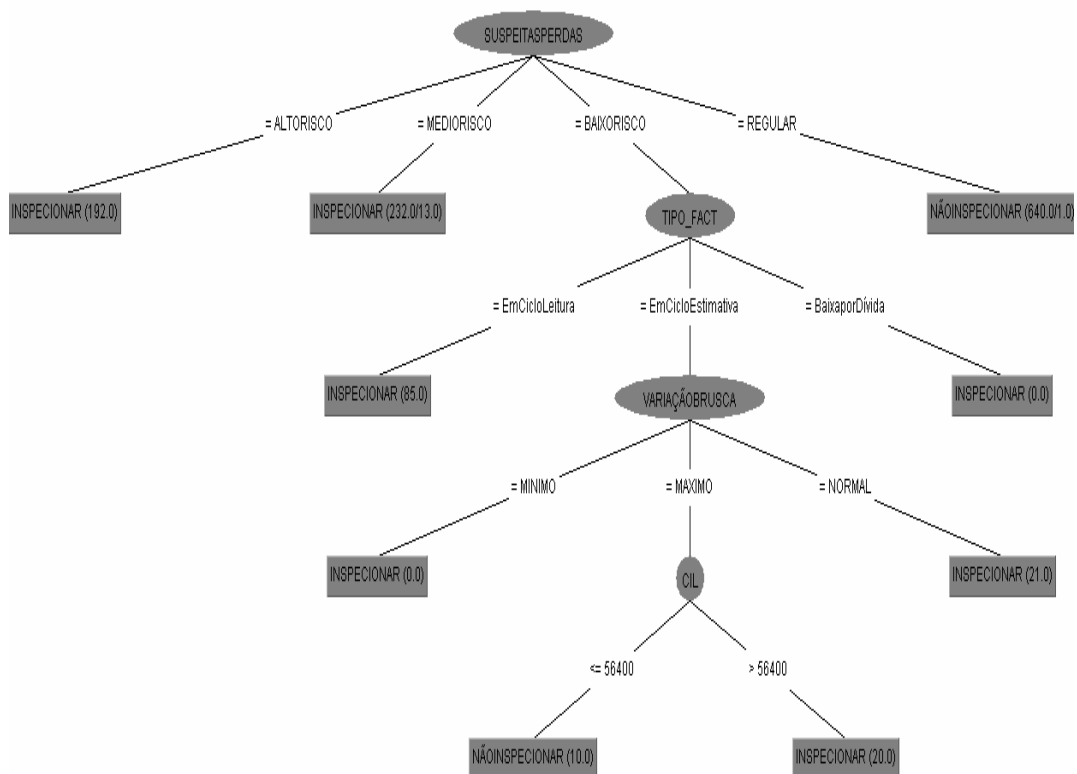 SUSPEITASPERDAS
= ALTORISCO
= MEDIORISCO
= BAIXORISCO
= REGULAR
INSPECIONAR (192.0)
INSPECIONAR (232.0/13.0)
TIPO_FACT
NÃOINSPECIONAR (640.0/1.0)
= EmCicloLeitura
= EmCicloEstimativa
= BaixaporDívida
INSPECIONAR (85.0)
VARIAÇÃOBRUSCA
INSPECIONAR (0.0)
= MINIMO
= MAXIMO
= NORMAL
INSPECIONAR (0.0)
CIL
INSPECIONAR (21.0)
<= 56400
> 56400
NÃOINSPECIONAR (10.0)
INSPECIONAR (20.0)